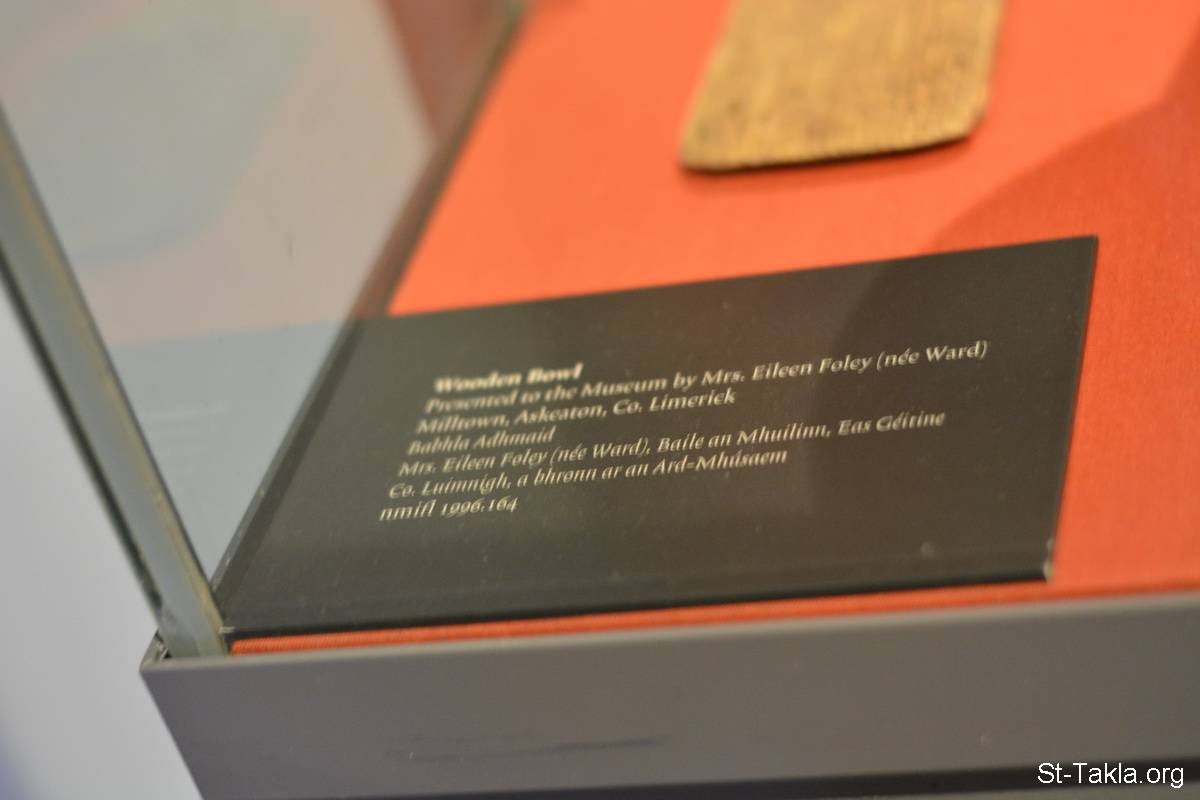 Wooden Bowl
Presented to the Museum by Mrs. Eileen Foley (née Ward)
Milltown, Askeaton, Co. Limerick
Babhla Adhmaid
Mrs. Eileen Foley (née Ward), Baile an Mhuilinn, Eas Géitine
Co. Luimnigh, a bhronn ar an Ard-Mhúsaem
nmifl 1996:164
St-Takla.org